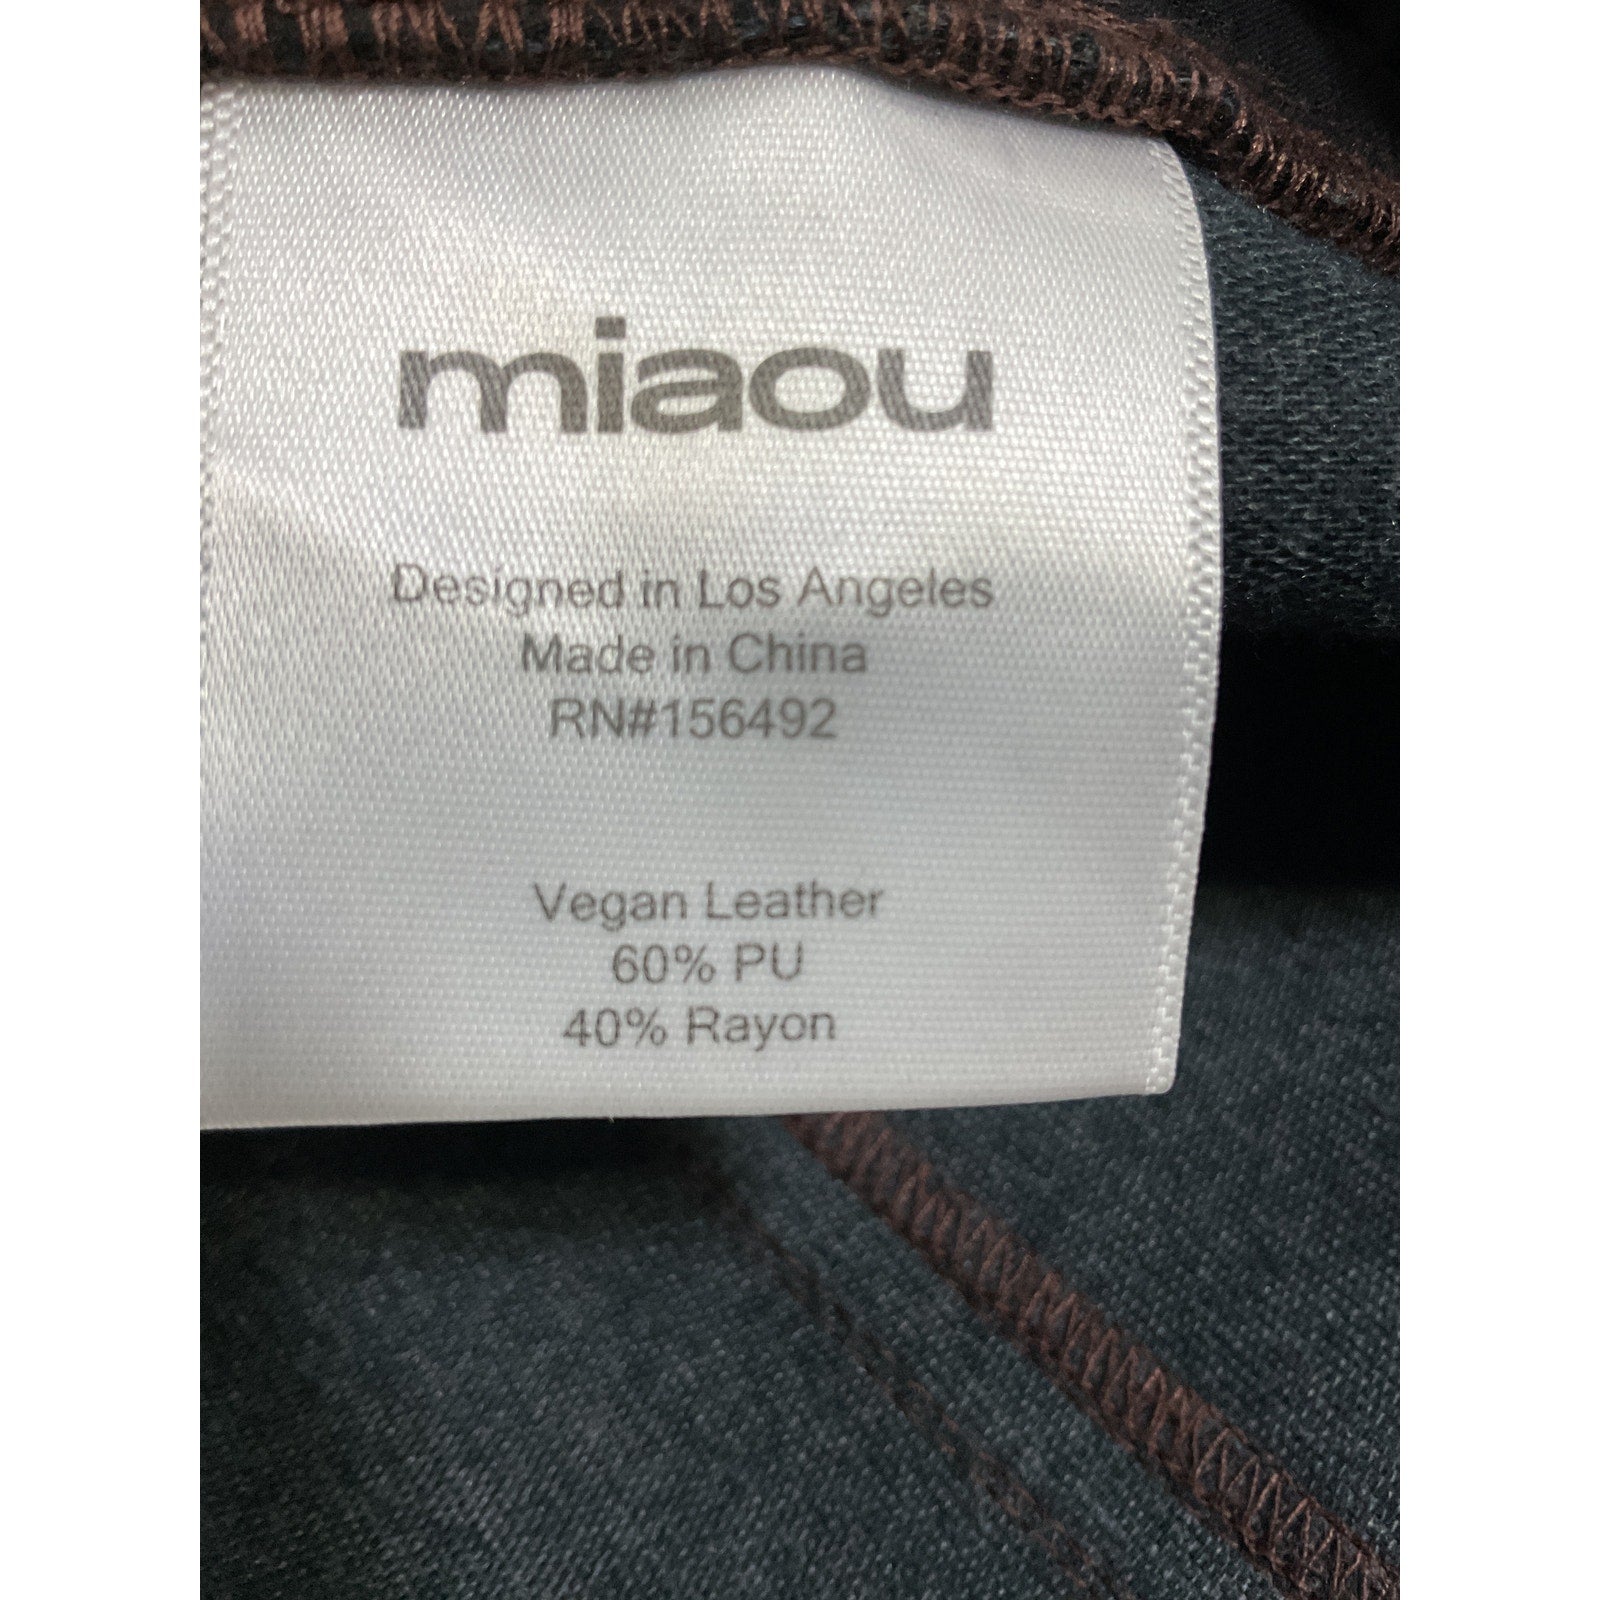 miaou
Designed in Los Angeles
Made in China
RN#156492
Vegan Leather
60% PU
40% Rayon